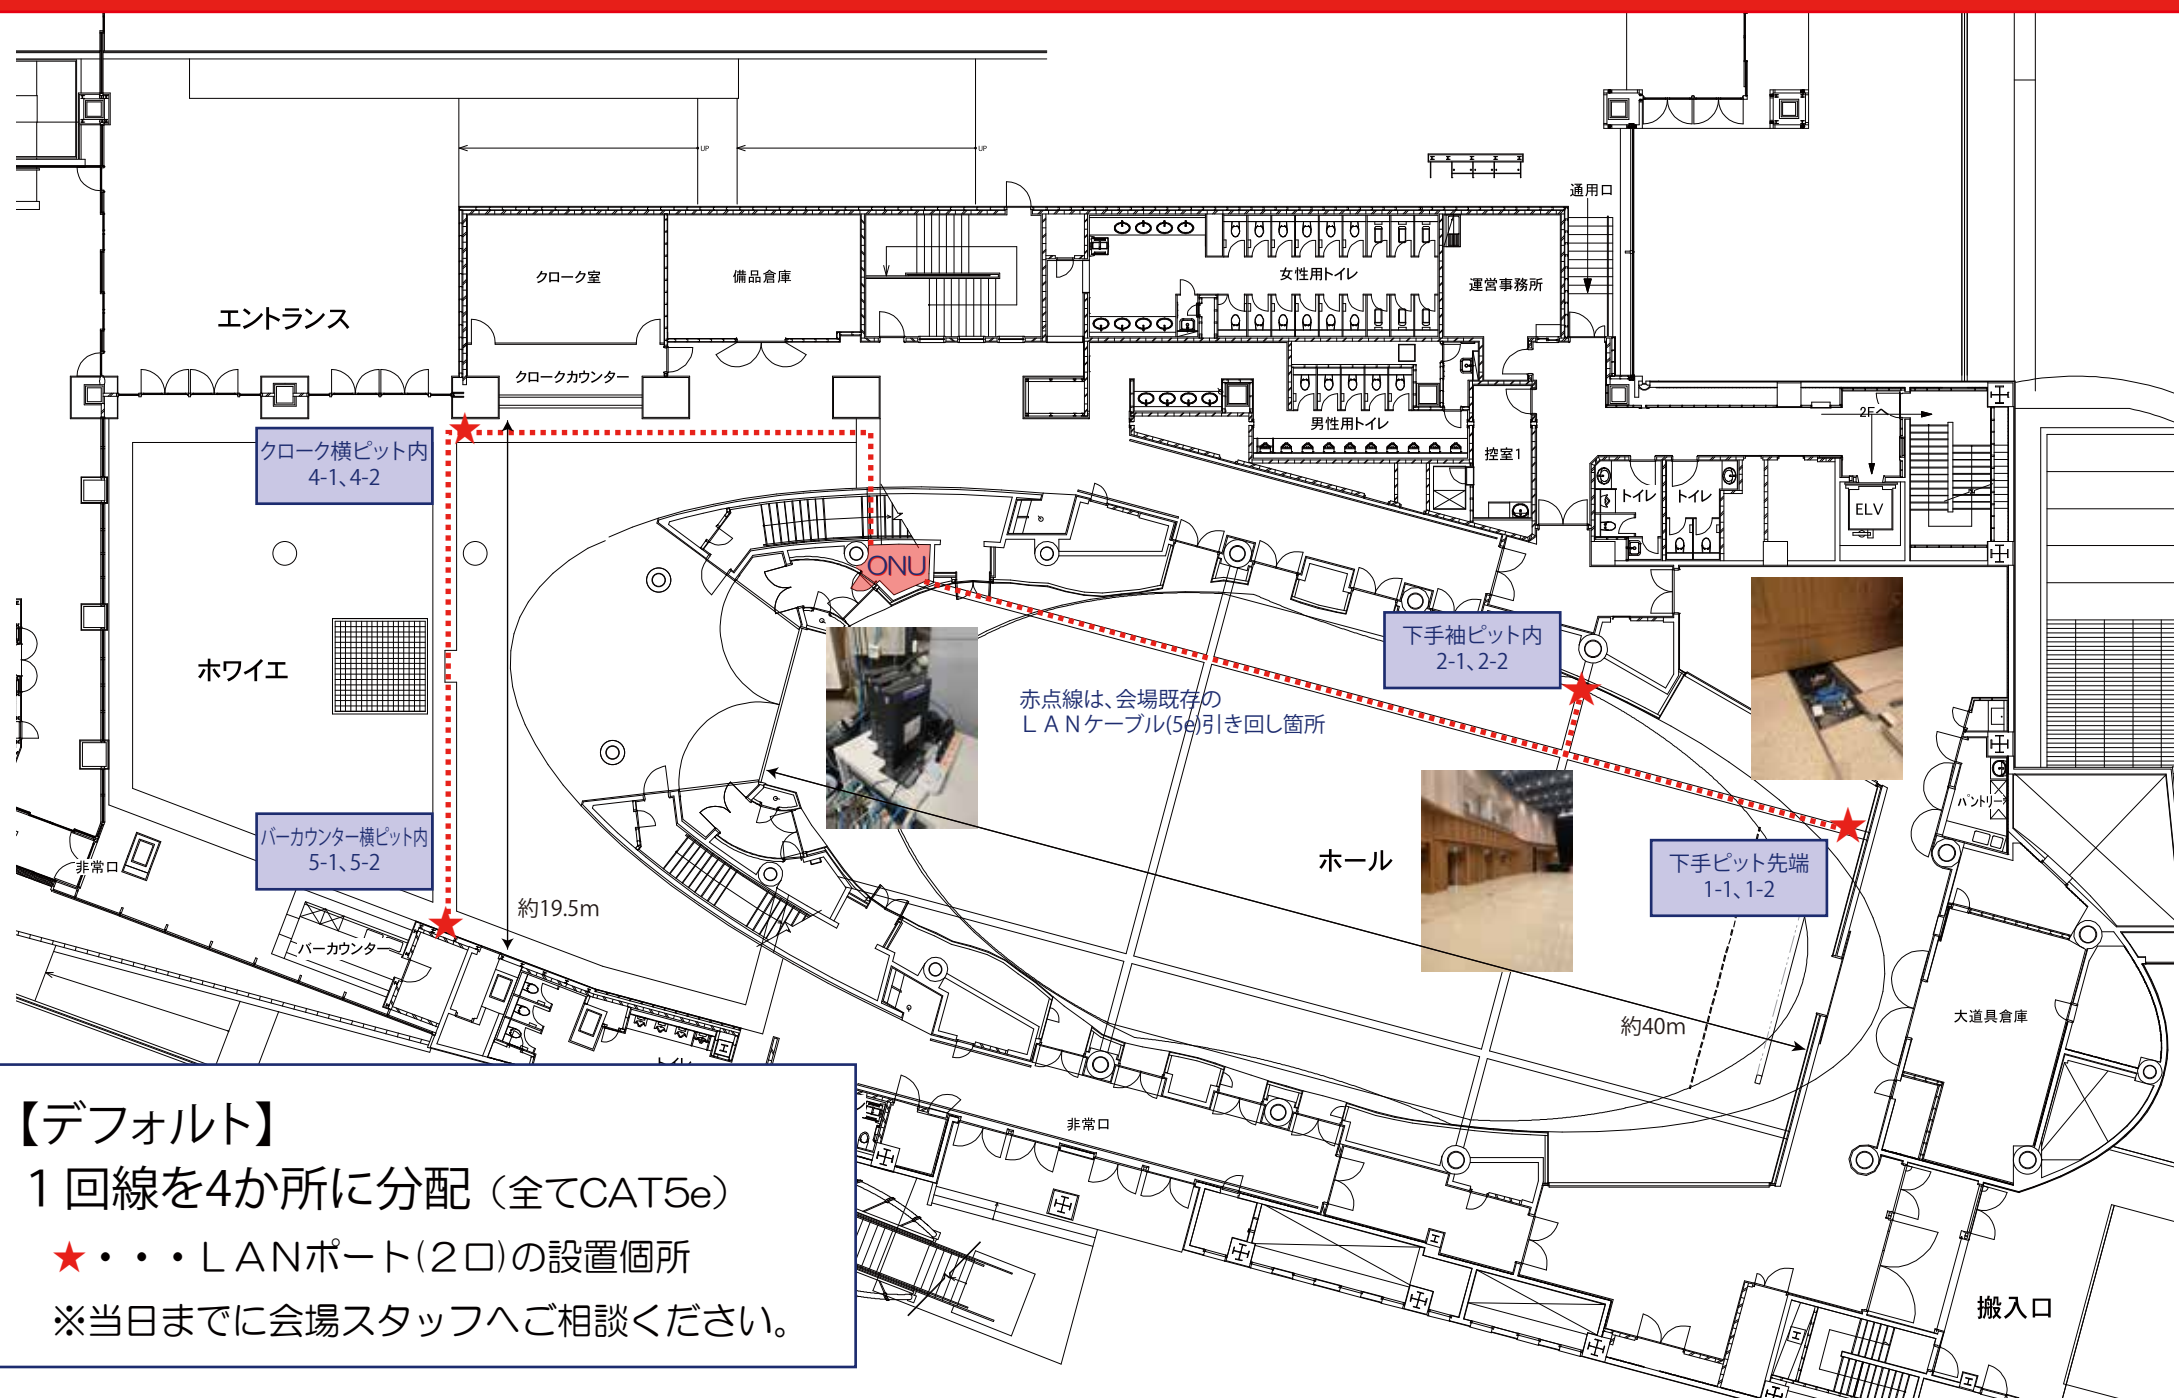 UP
UP
通用口
クローク室
備品倉庫
女性用トイレ
運営事務所
エントランス
クロークカウンター
男性用トイレ
控室1
2Fへ
トイレ
トイレ
ELV
クローク横ピット内
4-1、4-2
ONU
下手袖ピット内
2-1、2-2
ホワイエ
赤点線は、会場既存の
ＬＡＮケーブル(5e)引き回し箇所
パントリー
バーカウンター横ピット内
5-1、5-2
非常口
ホール
下手ピット先端
1-1、1-2
約19.5m
バーカウンター
約40m
大道具倉庫
トイレ
非常口
【デフォルト】
１回線を4か所に分配（全てCAT5e）
★・・・ＬＡＮポート(２口)の設置個所
※当日までに会場スタッフへご相談ください。
搬入口